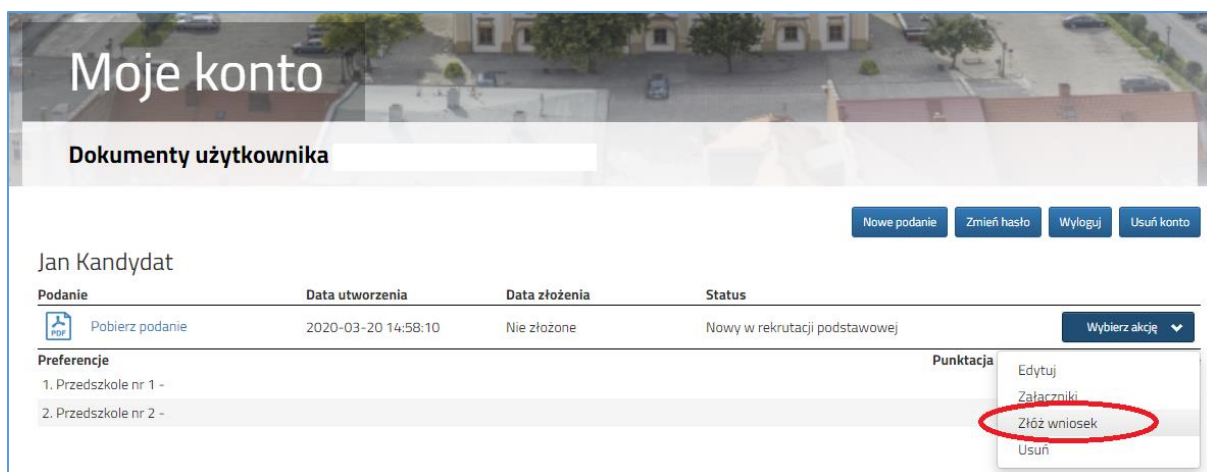 Moje konto
Dokumenty użytkownika
Nowe podanie Zmień hasło Wyloguj Usuń konto
Jan Kandydat
Podanie Data utworzenia Data złożenia Status
PDF Pobierz podanie 2020-03-20 14:58:10 Nie złożone Nowy w rekrutacji podstawowej Wybierz akcję
Preferencje Punktacja
1. Przedszkole nr 1 -
2. Przedszkole nr 2 -
Edytuj
Załączniki
Złóż wniosek
Usuń